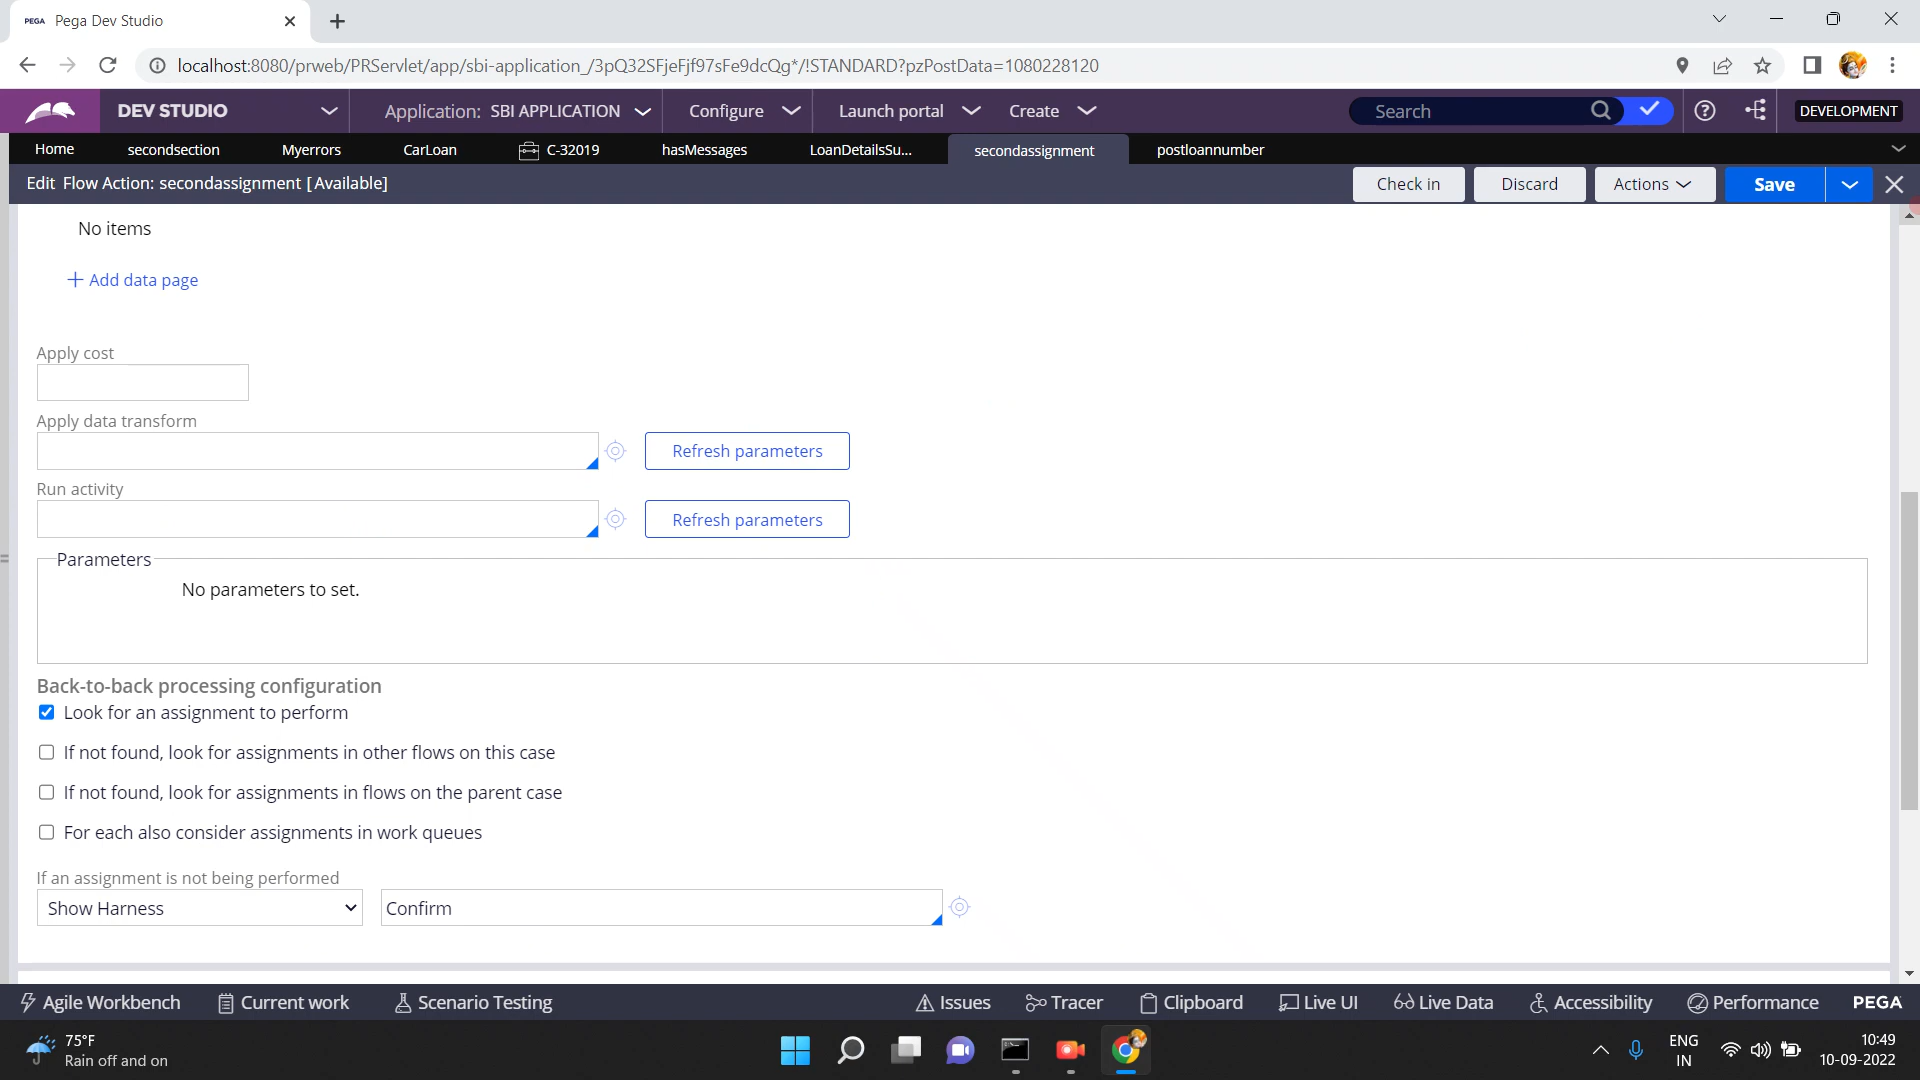 PEGA Pega Dev Studio
localhost:8080/prweb/PRServlet/app/sbi-application_/3pQ32SFjeFjf97sFe9dcQg*/!STANDARD?pzPostData=1080228120
DEV STUDIO Application: SBI APPLICATION Configure Launch portal Create Search DEVELOPMENT
Home secondsection Myerrors CarLoan C-32019 hasMessages LoanDetailsSu... secondassignment postloannumber
Edit Flow Action: secondassignment [Available] Check in Discard Actions Save
No items
+ Add data page
Apply cost
Apply data transform
Refresh parameters
Run activity
Refresh parameters
Parameters
No parameters to set.
Back-to-back processing configuration
Look for an assignment to perform
If not found, look for assignments in other flows on this case
If not found, look for assignments in flows on the parent case
For each also consider assignments in work queues
If an assignment is not being performed
Show Harness Confirm
Agile Workbench Current work Scenario Testing Issues Tracer Clipboard Live UI Live Data Accessibility Performance PEGA
75°F ENG 10:49
Rain off and on IN 10-09-2022